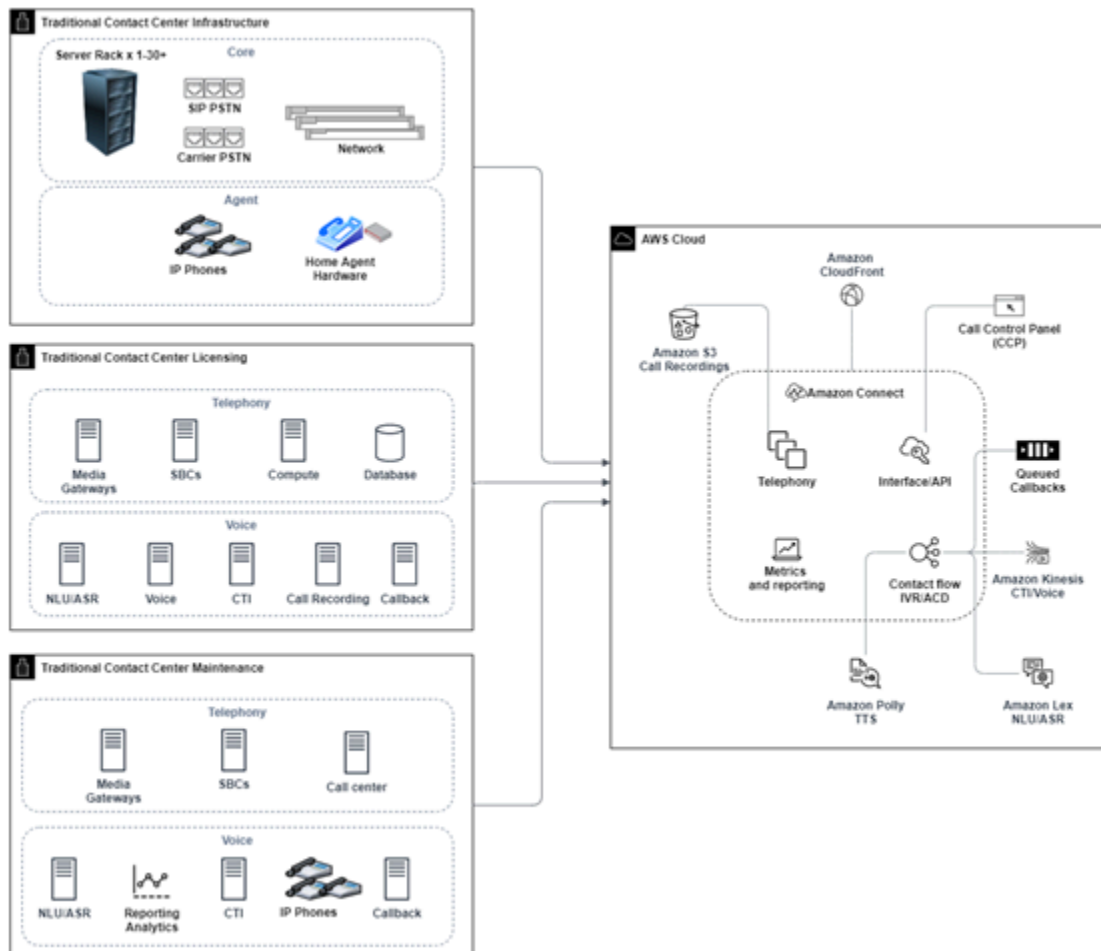 Traditional Contact Center Infrastructure
Server Rack x 1-30+
Core
SIP PSTN
Carrier PSTN
Network
Agent
IP Phones
Home Agent
Hardware
Traditional Contact Center Licensing
Telephony
Media
Gateways
SBCs
Compute
Database
Voice
NLU/ASR
Voice
CTI
Call Recording
Callback
Traditional Contact Center Maintenance
Telephony
Media
Gateways
SBCs
Call center
Voice
NLU/ASR
Reporting
Analytics
CTI
IP Phones
Callback
AWS Cloud
Amazon
CloudFront
Amazon S3
Call Recordings
Call Control Panel
(CCP)
Amazon Connect
Telephony
Interface/API
Queued
Callbacks
Metrics
and reporting
Contact flow
IVR/ACD
Amazon Kinesis
CTI/Voice
Amazon Polly
TTS
Amazon Lex
NLU/ASR